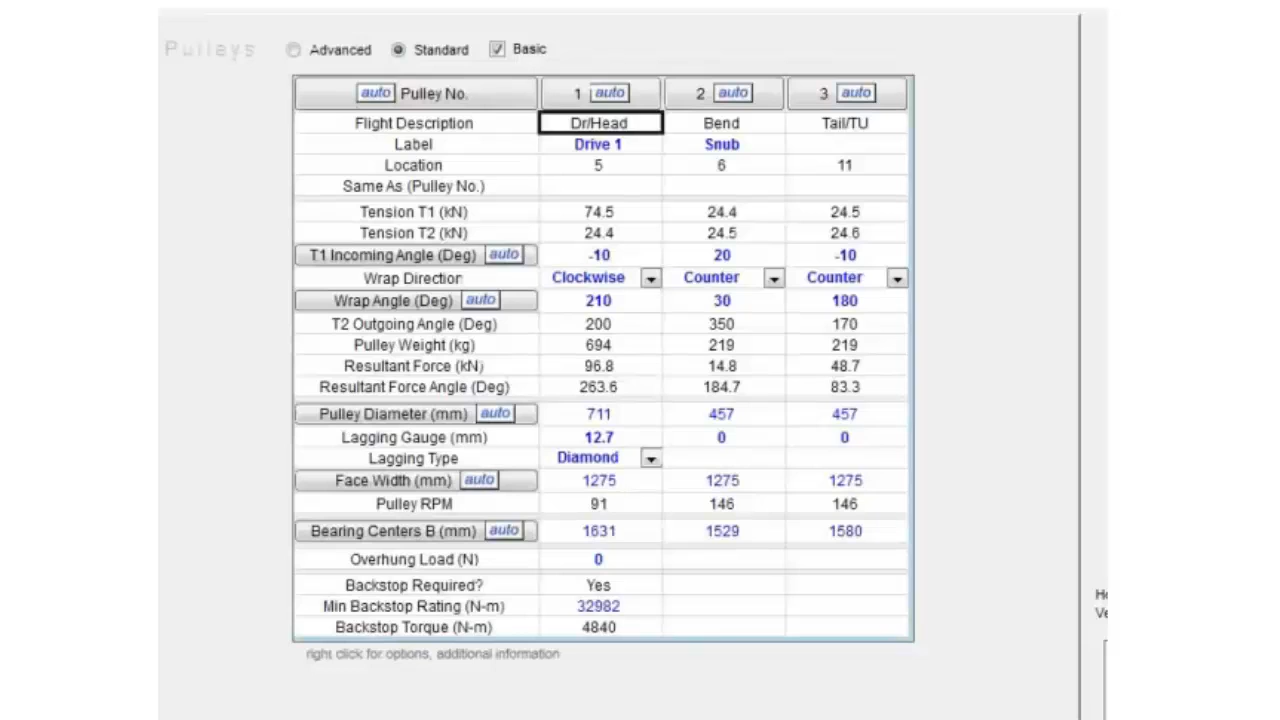 Pulleys Advanced Standard Basic
auto Pulley No. 1 auto 2 auto 3 auto
Flight Description Dr/Head Bend Tail/TU
Label Drive 1 Snub
Location 5 6 11
Same As (Pulley No.)
Tension T1 (kN) 74.5 24.4 24.5
Tension T2 (kN) 24.4 24.5 24.6
T1 Incoming Angle (Deg) auto -10 20 -10
Wrap Direction Clockwise Counter Counter
Wrap Angle (Deg) auto 210 30 180
T2 Outgoing Angle (Deg) 200 350 170
Pulley Weight (kg) 694 219 219
Resultant Force (kN) 96.8 14.8 48.7
Resultant Force Angle (Deg) 263.6 184.7 83.3
Pulley Diameter (mm) auto 711 457 457
Lagging Gauge (mm) 12.7 0 0
Lagging Type Diamond
Face Width (mm) auto 1275 1275 1275
Pulley RPM 91 146 146
Bearing Centers B (mm) auto 1631 1529 1580
Overhung Load (N) 0
Backstop Required? Yes
Min Backstop Rating (N-m) 32982
Backstop Torque (N-m) 4840
right click for options, additional information